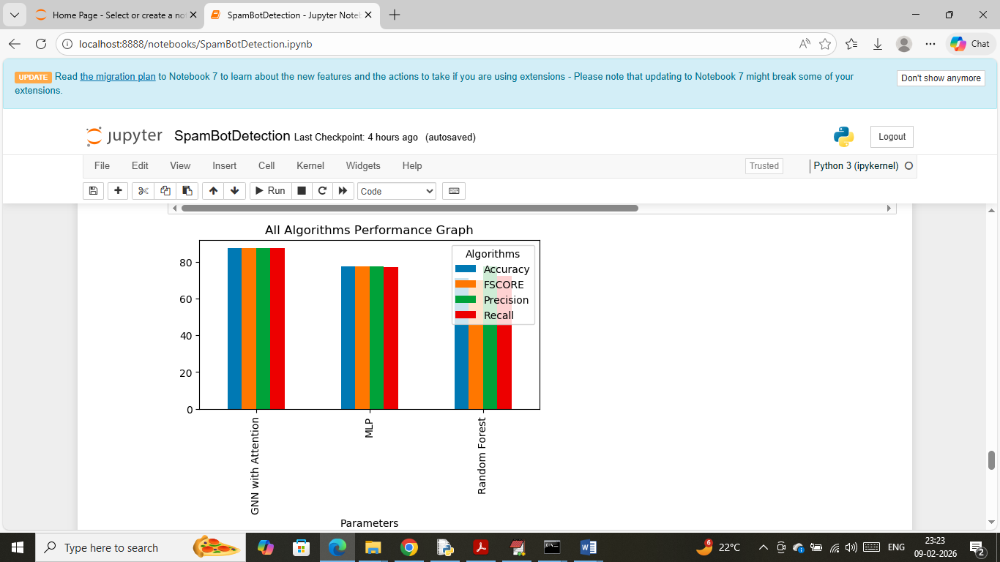 Home Page - Select or create a no
SpamBotDetection - Jupyter Note
localhost:8888/notebooks/SpamBotDetection.ipynb
Chat
UPDATE Read the migration plan to Notebook 7 to learn about the new features and the actions to take if you are using extensions - Please note that updating to Notebook 7 might break some of your
extensions.
Don't show anymore
jupyter SpamBotDetection Last Checkpoint: 4 hours ago (autosaved)
Logout
File Edit View Insert Cell Kernel Widgets Help
Trusted
Python 3 (ipykernel)
Run
Code
All Algorithms Performance Graph
80
60
40
20
0
Algorithms
Accuracy
FSCORE
Precision
Recall
GNN with Attention
MLP
Random Forest
Parameters
Type here to search
6
22°C
ENG
23:23
09-02-2026
2